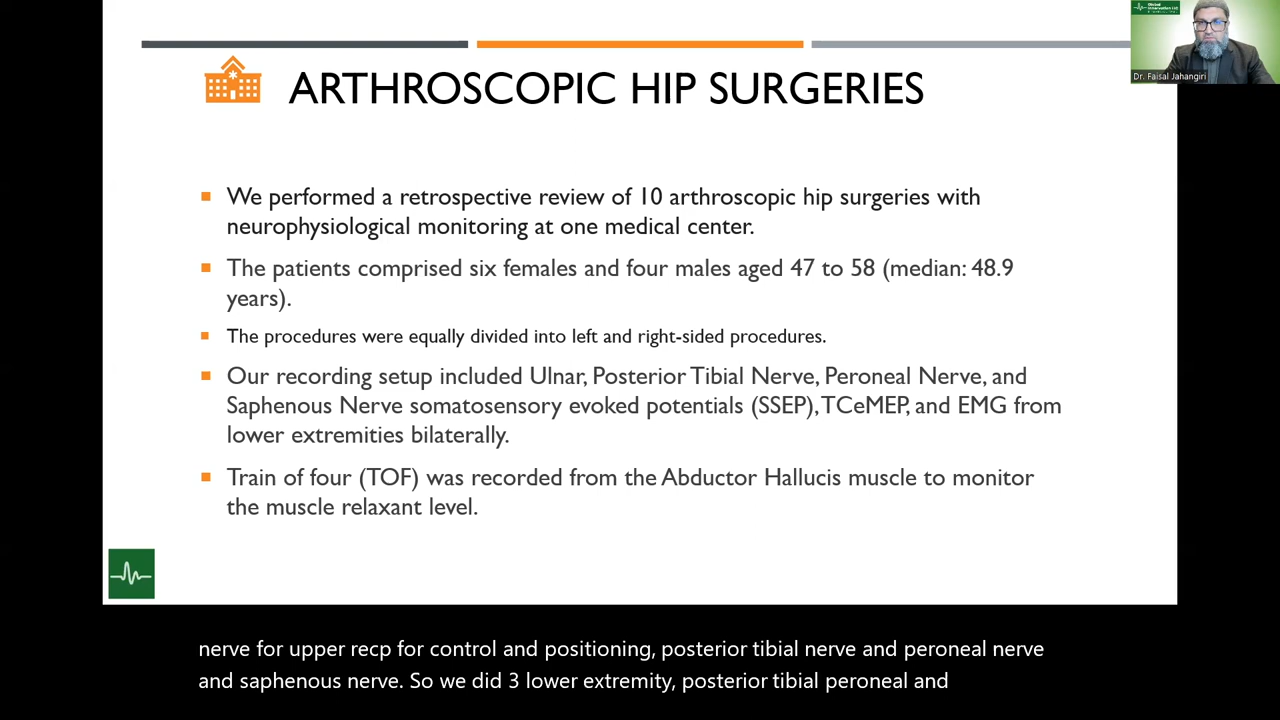 Dr. Faisal Jahangiri
ARTHROSCOPIC HIP SURGERIES
We performed a retrospective review of 10 arthroscopic hip surgeries with
neurophysiological monitoring at one medical center.
The patients comprised six females and four males aged 47 to 58 (median: 48.9
years).
The procedures were equally divided into left and right-sided procedures.
Our recording setup included Ulnar, Posterior Tibial Nerve, Peroneal Nerve, and
Saphenous Nerve somatosensory evoked potentials (SSEP), TCeMEP, and EMG from
lower extremities bilaterally.
Train of four (TOF) was recorded from the Abductor Hallucis muscle to monitor
the muscle relaxant level.
nerve for upper recp for control and positioning, posterior tibial nerve and peroneal nerve
and saphenous nerve. So we did 3 lower extremity, posterior tibial peroneal and